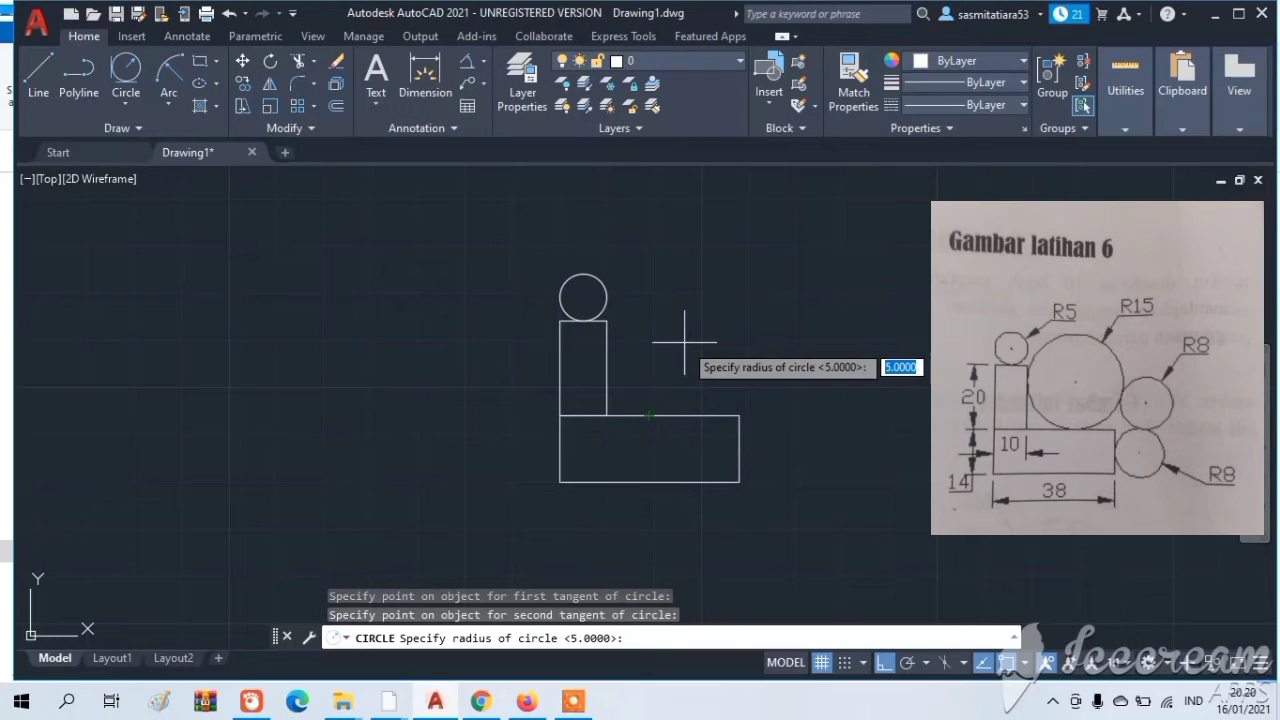 Autodesk AutoCAD 2021 - UNREGISTERED VERSION Drawing1.dwg
Type a keyword or phrase
sasmitatiara53
21
Home Insert Annotate Parametric View Manage Output Add-ins Collaborate Express Tools Featured Apps
Line Polyline Circle Arc
Text Dimension
Layer Properties
0
Insert
Match Properties
ByLayer
ByLayer
ByLayer
Group
Utilities
Clipboard
View
Draw Modify Annotation Layers Block Properties Groups
Start Drawing1*
[−][Top][2D Wireframe]
Gambar latihan 6
R5
R15
R8
20
10
14
38
R8
Specify radius of circle <5.0000>: 5.0000
Y
X
Specify point on object for first tangent of circle:
Specify point on object for second tangent of circle:
CIRCLE Specify radius of circle <5.0000>:
Model Layout1 Layout2
MODEL
Icecream
APPS
IND
20.20
16/01/2021